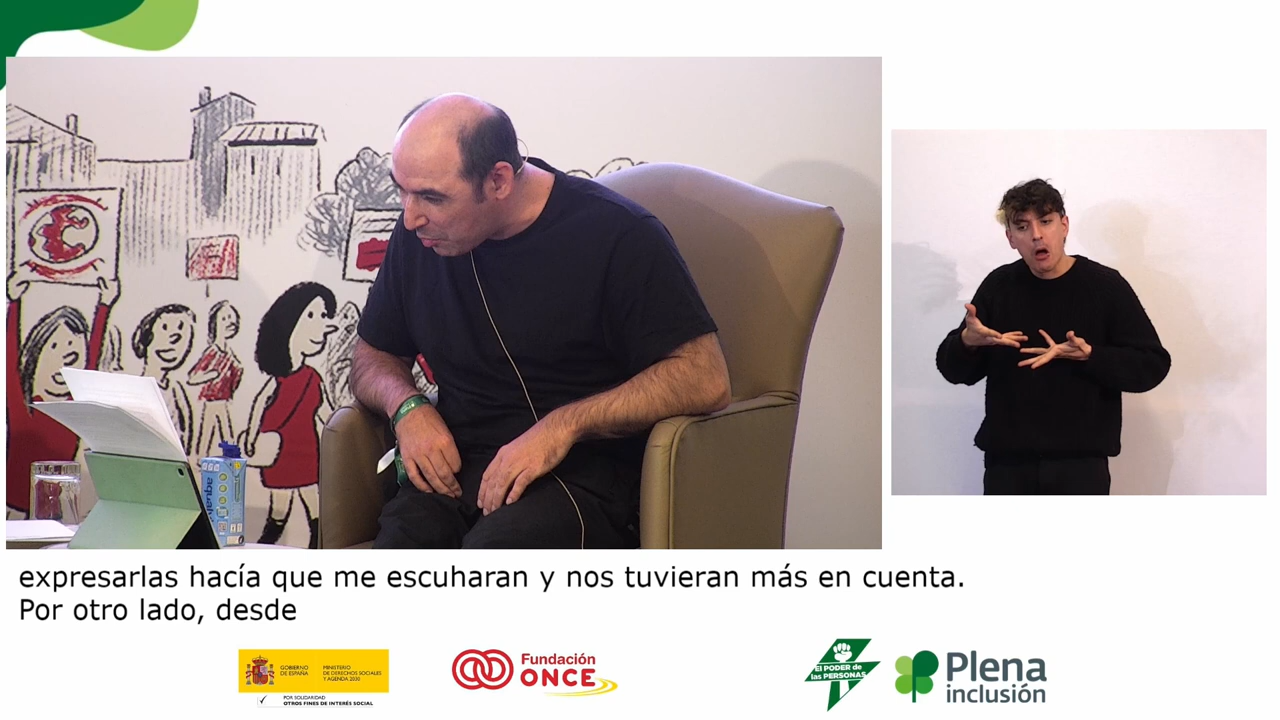 aquabona
expresarlas hacía que me escuharan y nos tuvieran más en cuenta.
Por otro lado, desde
GOBIERNO
DE ESPAÑA
MINISTERIO
DE DERECHOS SOCIALES
Y AGENDA 2030
POR SOLIDARIDAD
OTROS FINES DE INTERÉS SOCIAL
Fundación
ONCE
EL PODER de
las PERSONAS
Plena
inclusión